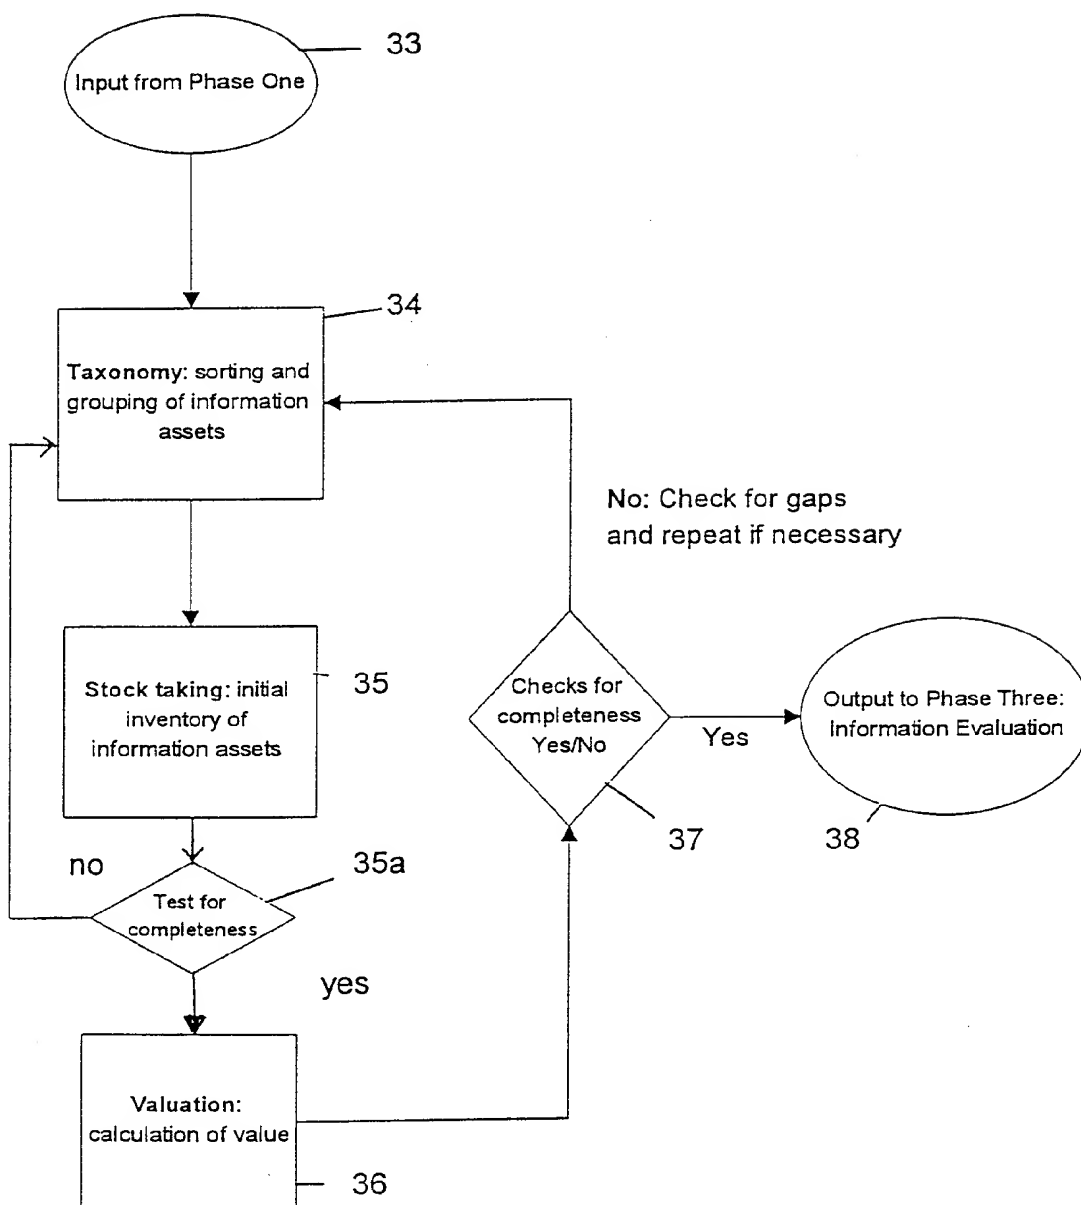 33
Input from Phase One
34
Taxonomy: sorting and
grouping of information
assets
No: Check for gaps
and repeat if necessary
35
Stock taking: initial
inventory of
information assets
Checks for
completeness
Yes/No
Yes
Output to Phase Three:
Information Evaluation
37
38
no
35a
Test for
completeness
yes
Valuation:
calculation of value
36